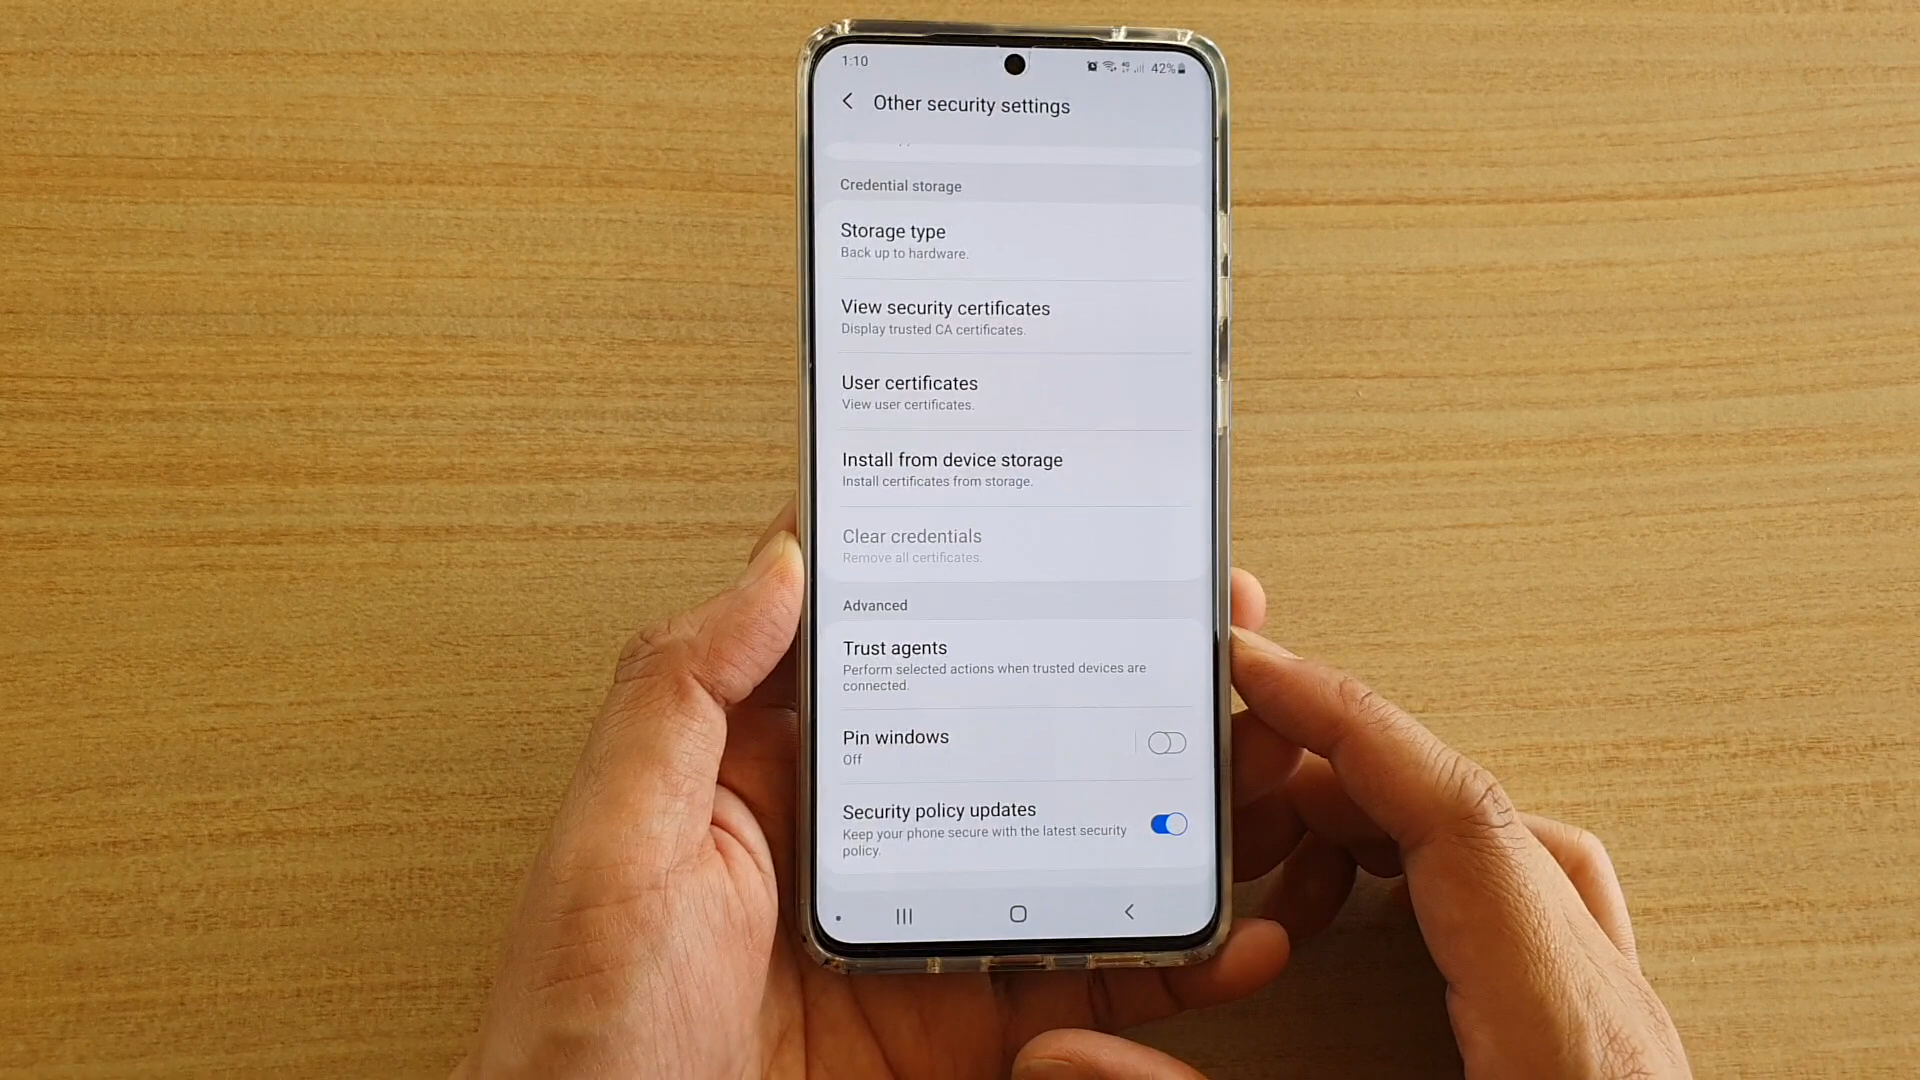 1:10
42%
Other security settings
Credential storage
Storage type
Back up to hardware.
View security certificates
Display trusted CA certificates.
User certificates
View user certificates.
Install from device storage
Install certificates from storage.
Clear credentials
Remove all certificates.
Advanced
Trust agents
Perform selected actions when trusted devices are
connected.
Pin windows
Off
Security policy updates
Keep your phone secure with the latest security
policy.